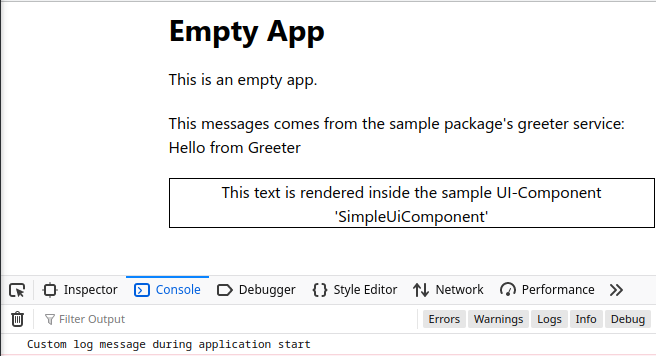 Empty App
This is an empty app.
This messages comes from the sample package's greeter service:
Hello from Greeter
This text is rendered inside the sample UI-Component
'SimpleUiComponent'
Inspector Console Debugger Style Editor Network Performance
Filter Output Errors Warnings Logs Info Debug
Custom log message during application start